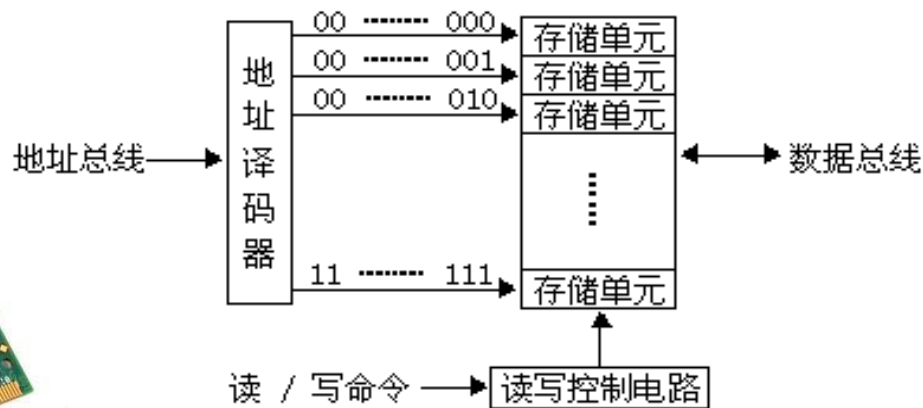 00 ┅┅ 000
存储单元
00 ┅┅ 001
存储单元
00 ┅┅ 010
存储单元
地址总线
地址译码器
数据总线
11 ┅┅ 111
存储单元
读 / 写命令
读写控制电路